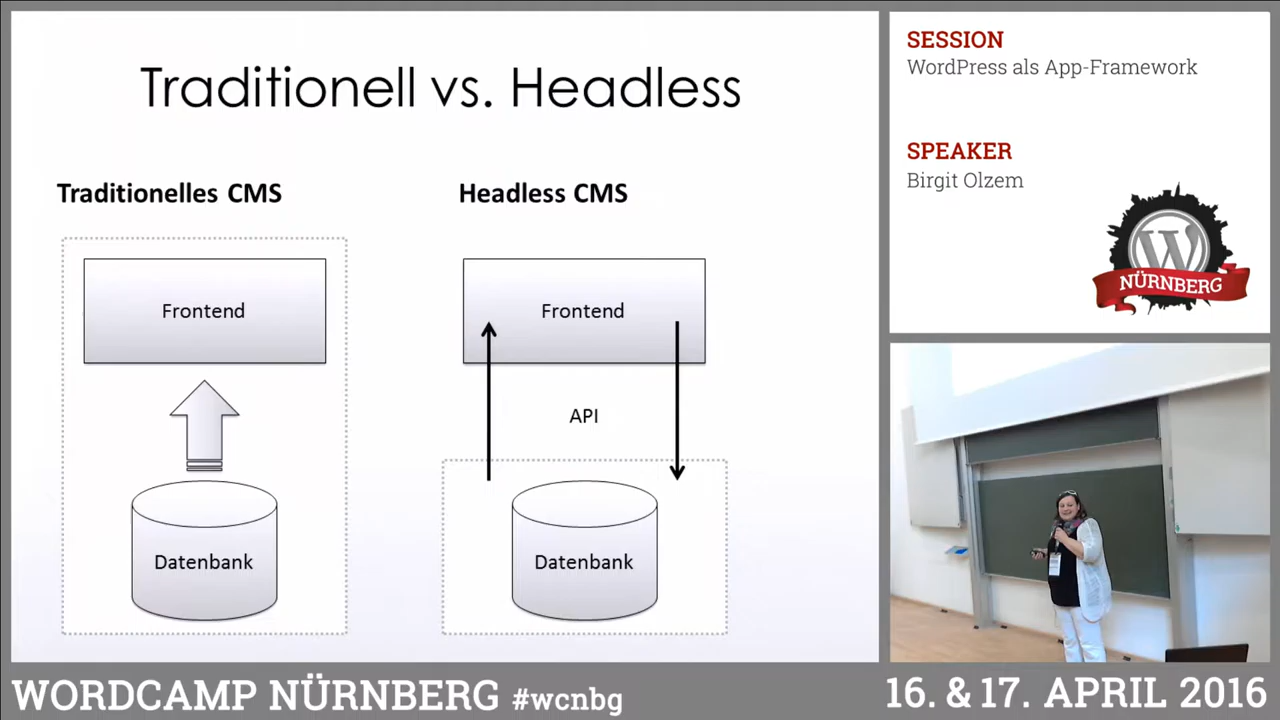 Traditionell vs. Headless
Traditionelles CMS
Headless CMS
Frontend
Frontend
API
Datenbank
Datenbank
SESSION
WordPress als App-Framework
SPEAKER
Birgit Olzem
NÜRNBERG
WORDCAMP NÜRNBERG #wcnbg
16. & 17. APRIL 2016